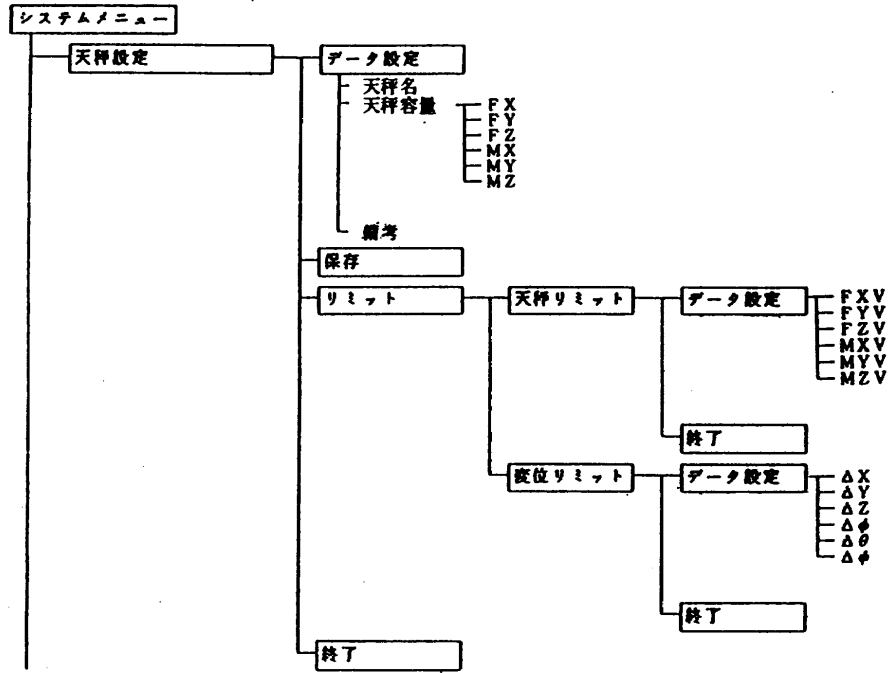 システムメニュー
天秤設定
データ設定
天秤名
天秤容量
FX
FY
FZ
MX
MY
MZ
備考
保存
リミット
天秤リミット
データ設定
FXV
FYV
FZV
MXV
MYV
MZV
終了
変位リミット
データ設定
ΔX
ΔY
ΔZ
Δφ
Δθ
Δφ
終了
終了